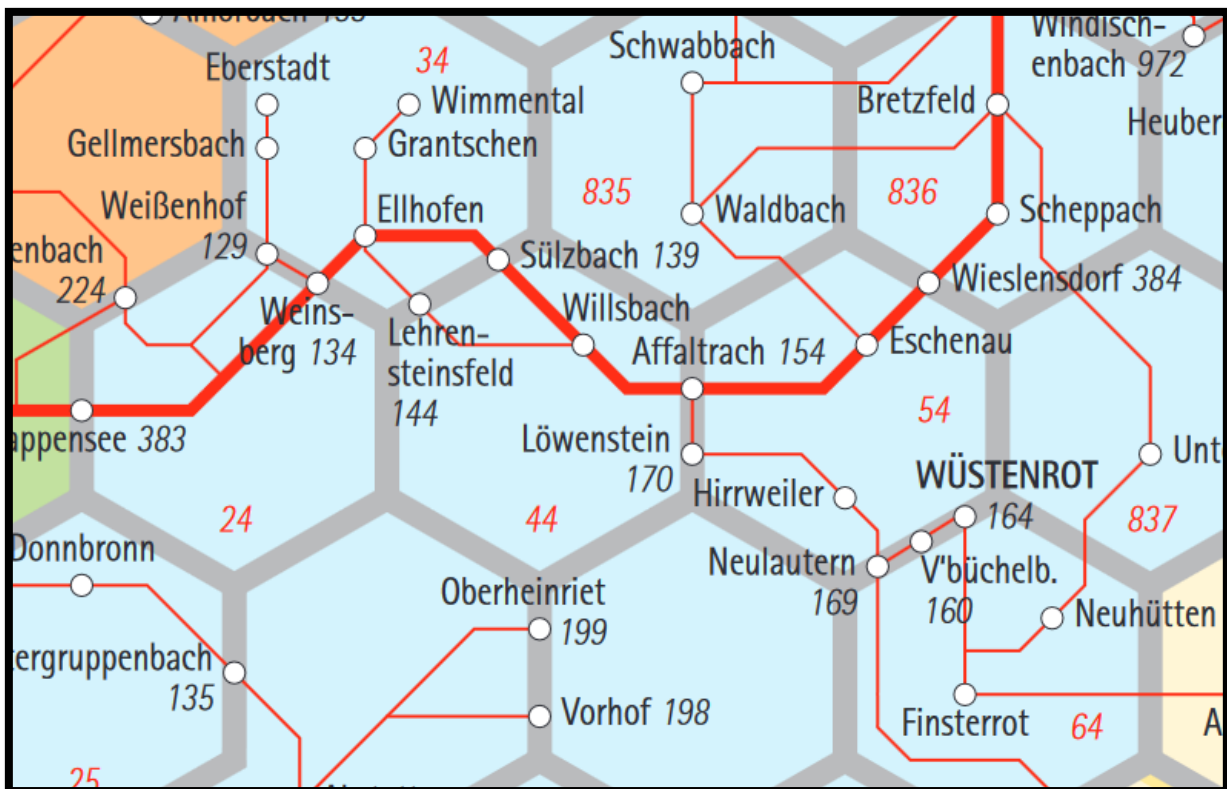 Amorbach 133
Windisch-
enbach 972
Schwabbach
34
Eberstadt
Wimmental
Bretzfeld
Heuber
Gellmersbach
Grantschen
835
836
Weißenhof
129
Ellhofen
Waldbach
Scheppach
enbach
224
Sülzbach 139
Wieslensdorf 384
Weins-
berg 134
Willsbach
Lehren-
steinsfeld
144
Affaltrach 154
Eschenau
54
appensee 383
Löwenstein
170
Unt
WÜSTENROT
164
Hirrweiler
24
44
837
Donnbronn
Neulautern
169
V'büchelb.
160
Oberheinriet
199
Neuhütten
tergruppenbach
135
Vorhof 198
Finsterrot
64
A
25